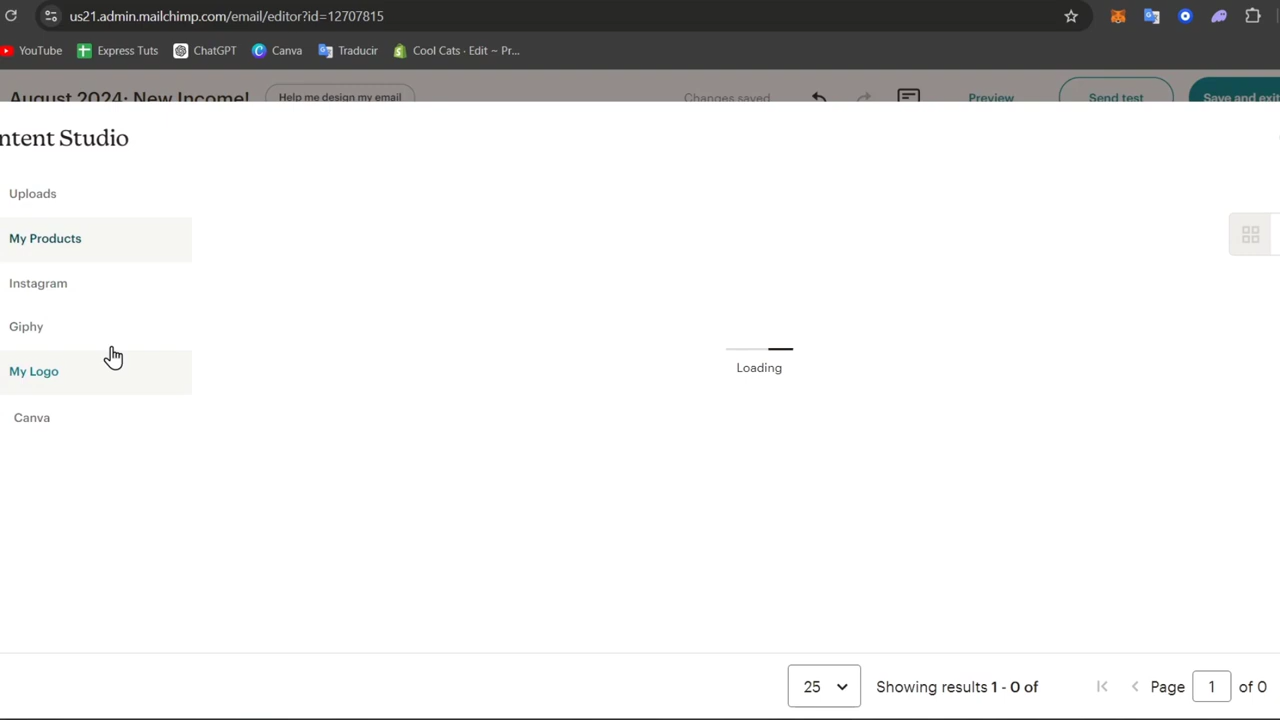 us21.admin.mailchimp.com/email/editor?id=12707815
YouTube
Express Tuts
ChatGPT
Canva
Traducir
Cool Cats · Edit ~ Pr...
August 2024: New Income!
Help me design my email
Changes saved
Preview
Send test
Save and exit
ntent Studio
Uploads
My Products
Instagram
Giphy
My Logo
Canva
Loading
25
Showing results 1 - 0 of
Page 1 of 0